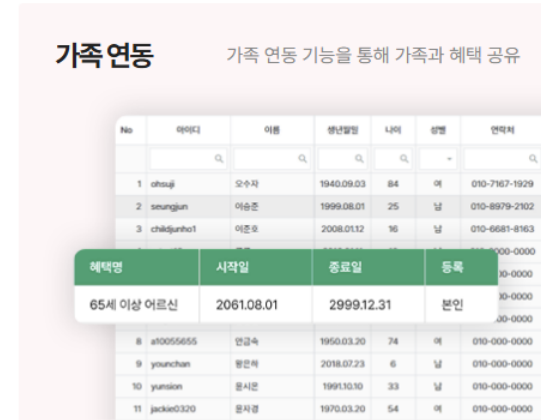 가족 연동
가족 연동 기능을 통해 가족과 혜택 공유
No 아이디 이름 생년월일 나이 성별 연락처
1 ohsuji 오수자 1940.09.03 84 여 010-7167-1929
2 seungjun 이승준 1999.08.01 25 남 010-8979-2102
3 childjunho1 이준호 2008.01.12 16 남 010-6681-8163
혜택명 시작일 종료일 등록
65세 이상 어르신 2061.08.01 2999.12.31 본인
8 a10055655 안금숙 1950.03.20 74 여 010-000-0000
9 younchan 황은하 2018.07.23 6 남 010-000-0000
10 yunsion 윤시온 1991.10.10 33 남 010-000-0000
11 jackie0320 윤자경 1970.03.20 54 여 010-000-0000